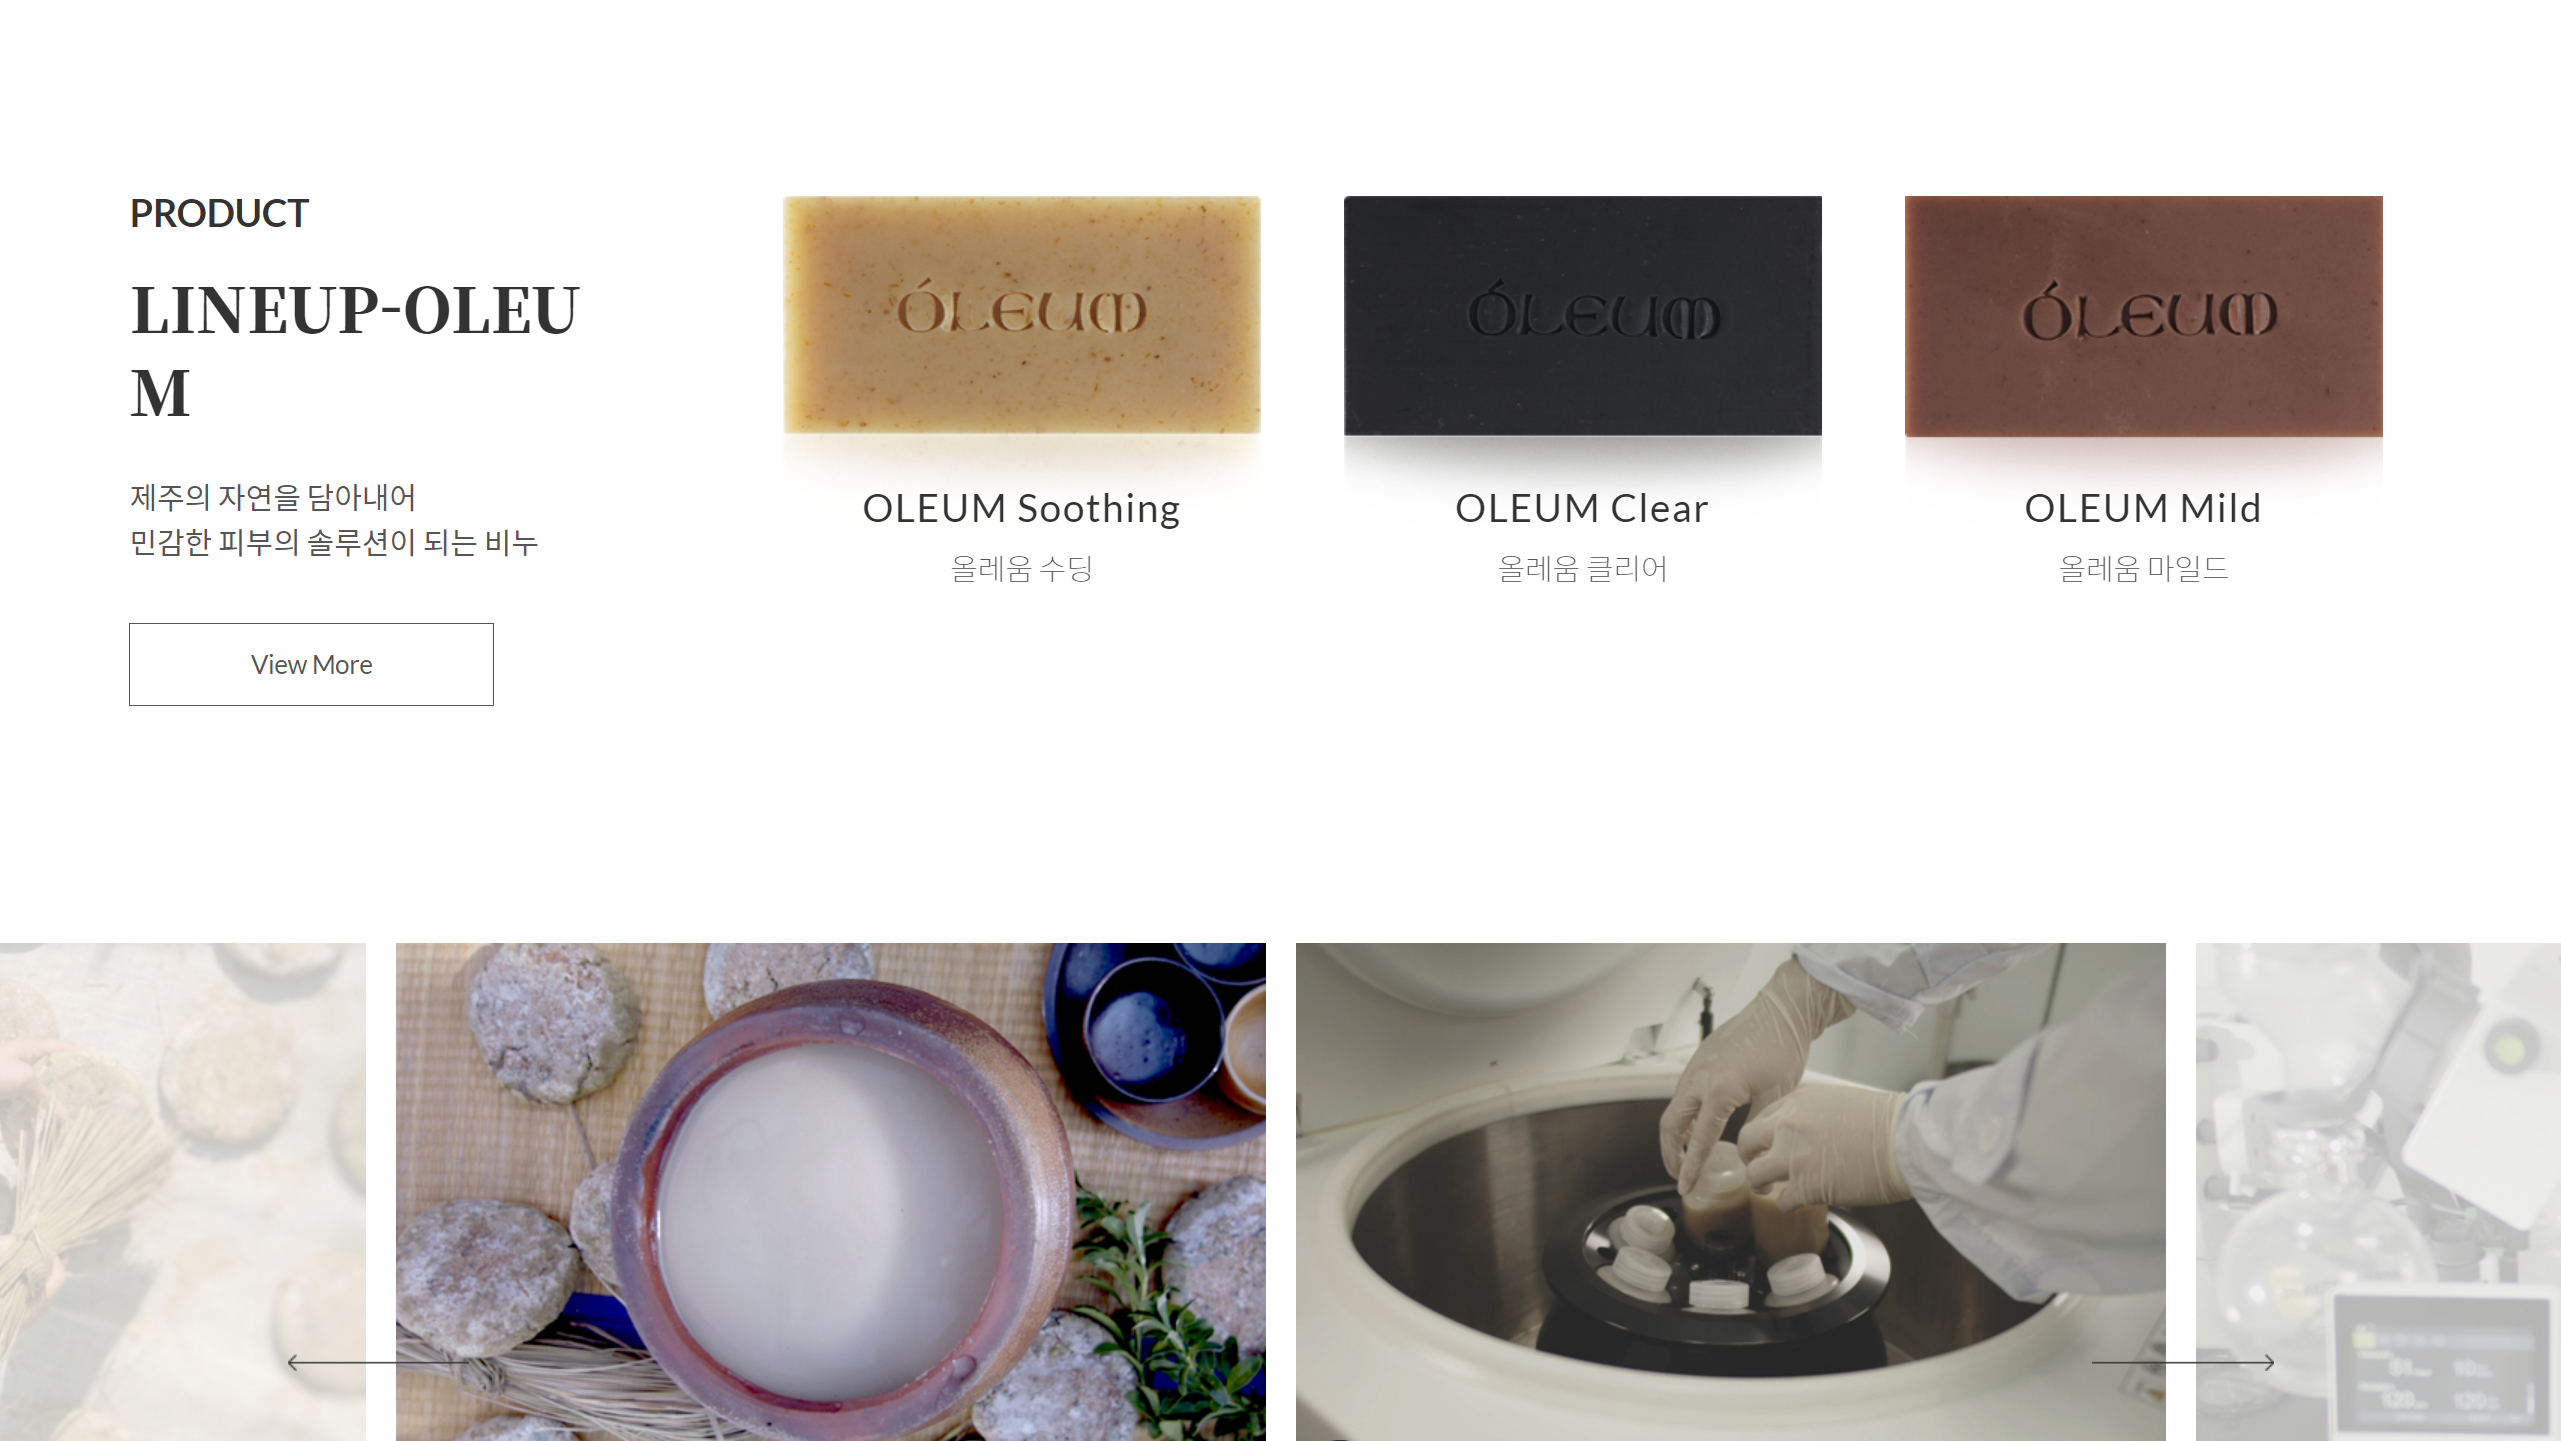 PRODUCT
LINEUP-OLEU
M
제주의 자연을 담아내어
민감한 피부의 솔루션이 되는 비누
View More
ÓLEUM
OLEUM Soothing
올레움 수딩
ÓLEUM
OLEUM Clear
올레움 클리어
ÓLEUM
OLEUM Mild
올레움 마일드